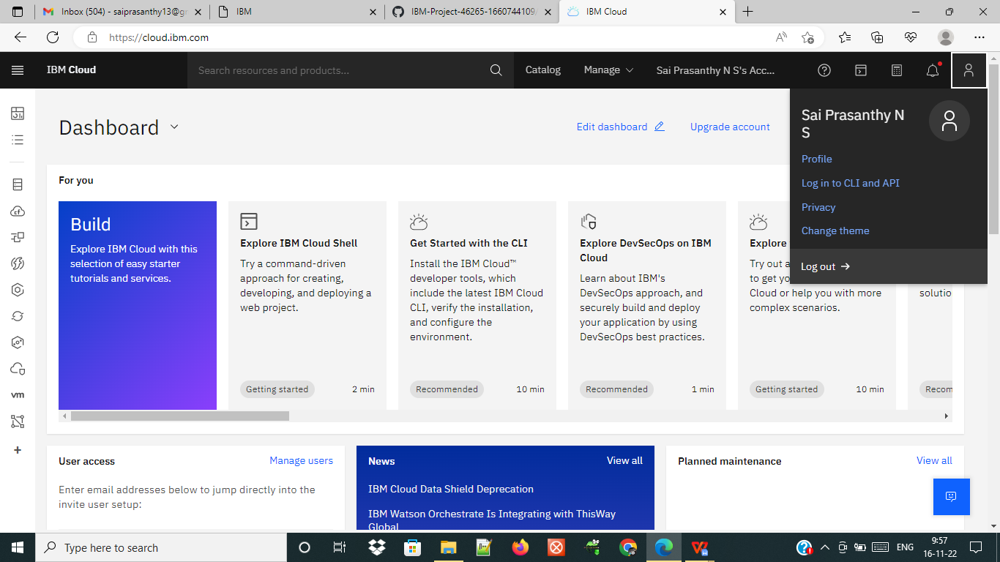 Inbox (504) - saiprasanthy13@gr
IBM
IBM-Project-46265-1660744109
IBM Cloud
https://cloud.ibm.com
IBM Cloud
Search resources and products...
Catalog
Manage
Sai Prasanthy N S's Acc...
Dashboard
Edit dashboard
Upgrade account
Sai Prasanthy N
S
Profile
Log in to CLI and API
Privacy
Change theme
Log out
For you
Build
Explore IBM Cloud with this
selection of easy starter
tutorials and services.
Explore IBM Cloud Shell
Try a command-driven
approach for creating,
developing, and deploying a
web project.
Getting started
2 min
Get Started with the CLI
Install the IBM Cloud™
developer tools, which
include the latest IBM Cloud
CLI, verify the installation,
and configure the
environment.
Recommended
10 min
Explore DevSecOps on IBM
Cloud
Learn about IBM's
DevSecOps approach, and
securely build and deploy
your application by using
DevSecOps best practices.
Recommended
1 min
Explore
Try out a
to get yo
Cloud or help you with more
complex scenarios.
Getting started
10 min
solutio
Recom
vm
User access
Manage users
Enter email addresses below to jump directly into the
invite user setup:
News
View all
IBM Cloud Data Shield Deprecation
IBM Watson Orchestrate Is Integrating with ThisWay
Global
Planned maintenance
View all
Type here to search
ENG
9:57
16-11-22